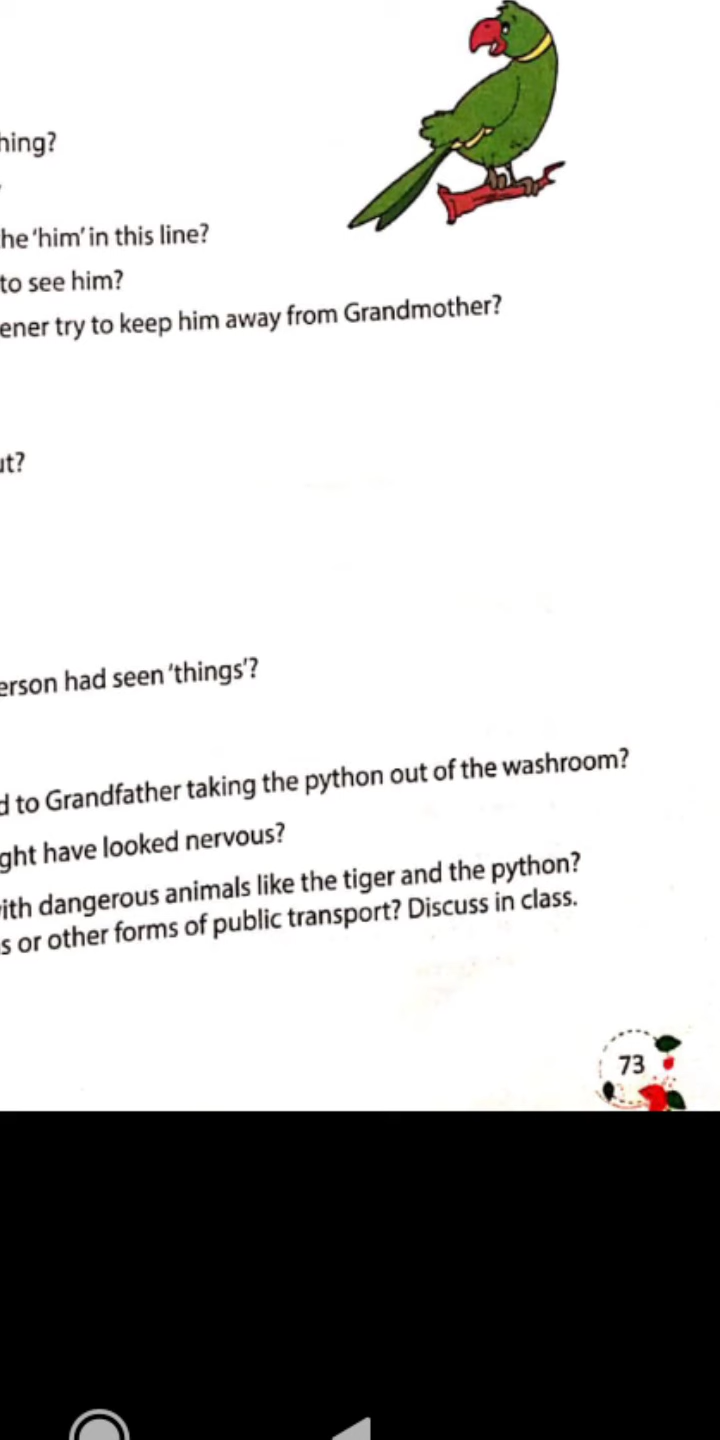 hing?
he 'him' in this line?
to see him?
ener try to keep him away from Grandmother?
ut?
erson had seen 'things'?
d to Grandfather taking the python out of the washroom?
ght have looked nervous?
ith dangerous animals like the tiger and the python?
s or other forms of public transport? Discuss in class.
73